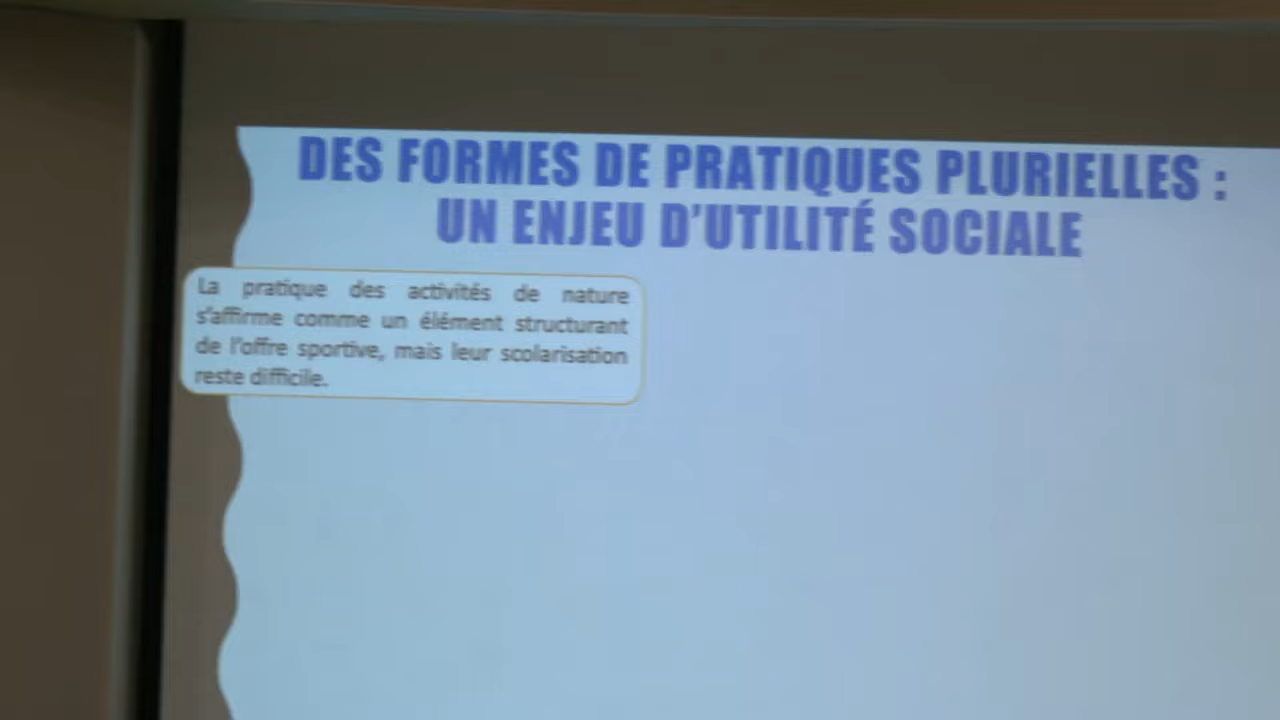 DES FORMES DE PRATIQUES PLURIELLES :
UN ENJEU D'UTILITÉ SOCIALE
La pratique des activités de nature
s'affirme comme un élément structurant
de l'offre sportive, mais leur scolarisation
reste difficile.